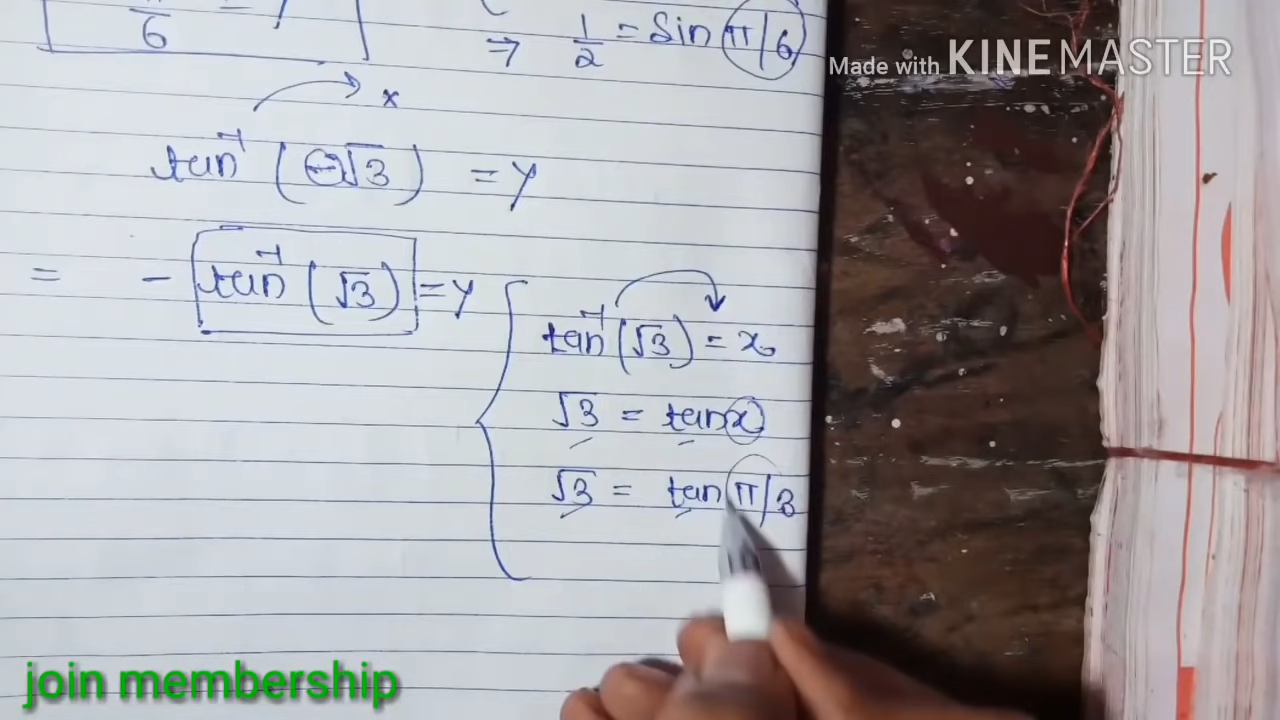 6
⇒ 1/2 = Sin π/6
Made with KINEMASTER
x
tan⁻¹ (-√3) = y
= - tan⁻¹ (√3) = y
tan⁻¹ (√3) = x
√3 = tan x
√3 = tan π/3
join membership